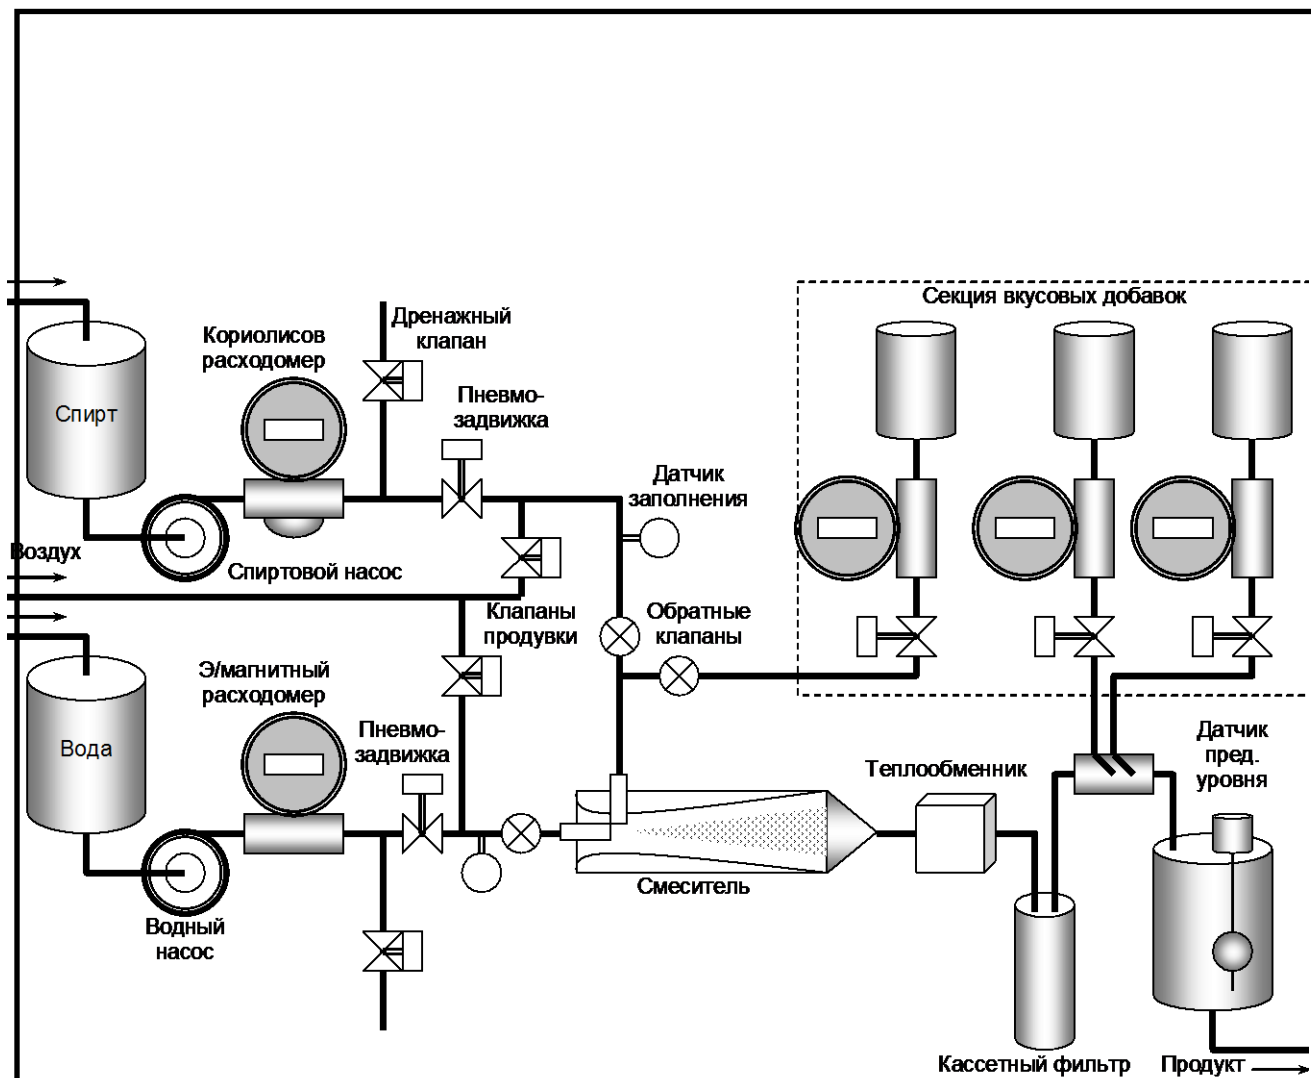 Секция вкусовых добавок
Дренажный
клапан
Кориолисов
расходомер
Пневмо-
задвижка
Спирт
Датчик
заполнения
Воздух
Спиртовой насос
Клапаны
продувки
Обратные
клапаны
Э/магнитный
расходомер
Пневмо-
задвижка
Вода
Датчик
пред.
уровня
Теплообменник
Смеситель
Водный
насос
Кассетный фильтр
Продукт